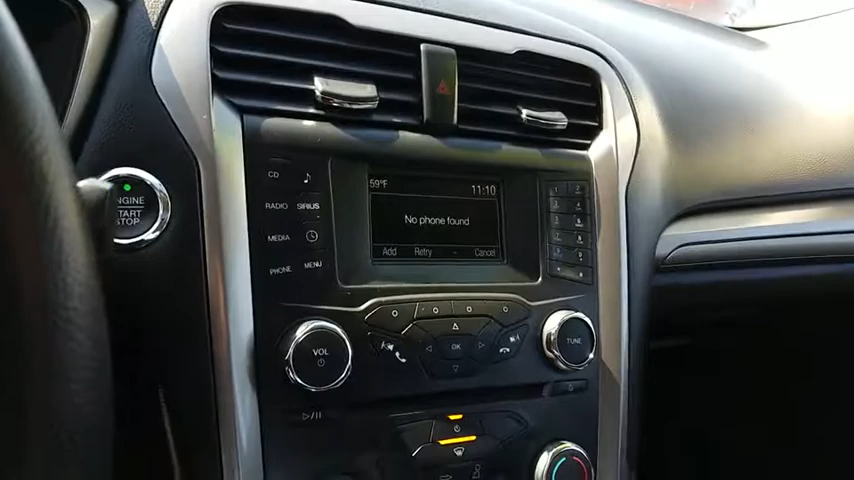 59°F
11:10
No phone found
Add
Retry
Cancel
CD
RADIO
SIRIUS
MEDIA
PHONE
MENU
ENGINE
START
STOP
VOL
OK
TUNE